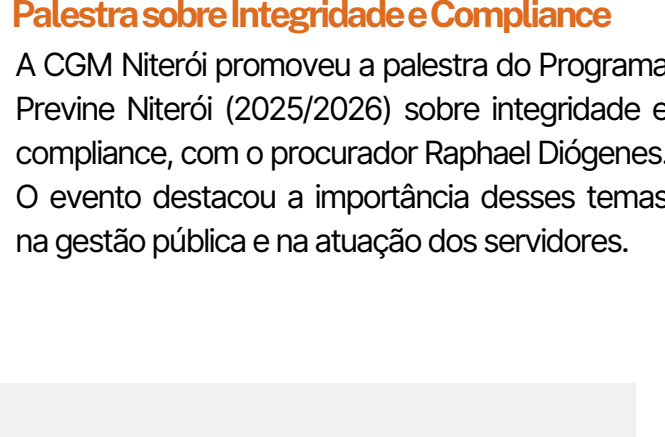 Palestra sobre Integridade e Compliance
A CGM Niterói promoveu a palestra do Programa
Previne Niterói (2025/2026) sobre integridade e
compliance, com o procurador Raphael Diógenes.
O evento destacou a importância desses temas
na gestão pública e na atuação dos servidores.